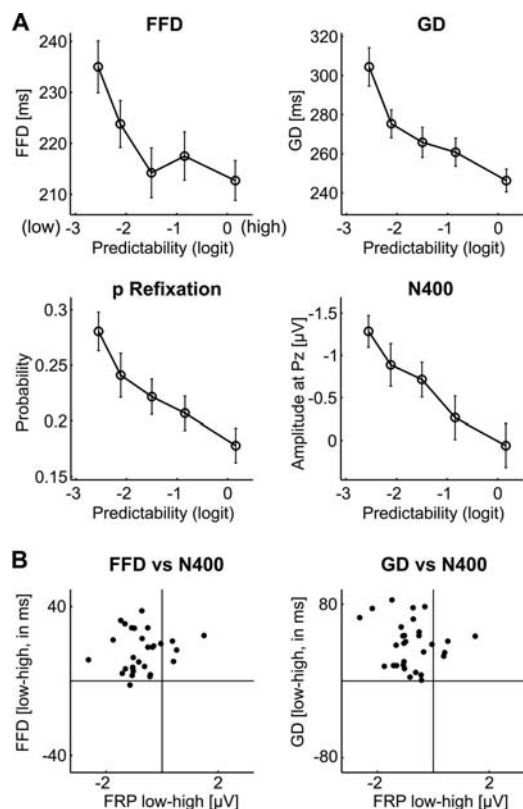 A
FFD
FFD [ms]
240
230
220
210
(low)
-3
-2
-1
0
(high)
Predictability (logit)
GD
GD [ms]
320
300
280
260
240
-3
-2
-1
0
Predictability (logit)
p Refixation
Probability
0.3
0.25
0.2
0.15
-3
-2
-1
0
Predictability (logit)
N400
Amplitude at Pz [µV]
-1.5
-1
-0.5
0
-3
-2
-1
0
Predictability (logit)
B
FFD vs N400
FFD [low-high, in ms]
40
-40
-2
0
2
FRP low-high [µV]
GD vs N400
GD [low-high, in ms]
80
-80
-2
0
2
FRP low-high [µV]